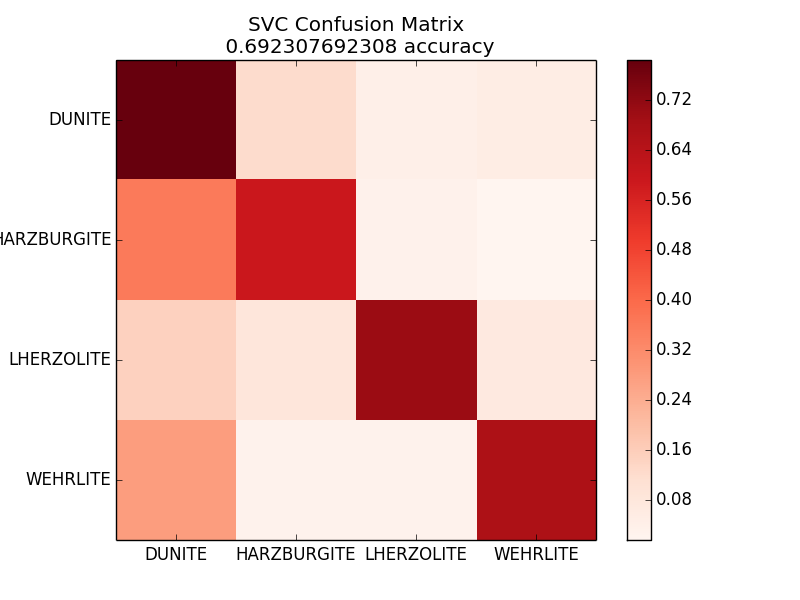 SVC Confusion Matrix
0.692307692308 accuracy
DUNITE
HARZBURGITE
LHERZOLITE
WEHRLITE
DUNITE HARZBURGITE LHERZOLITE WEHRLITE
0.72
0.64
0.56
0.48
0.40
0.32
0.24
0.16
0.08